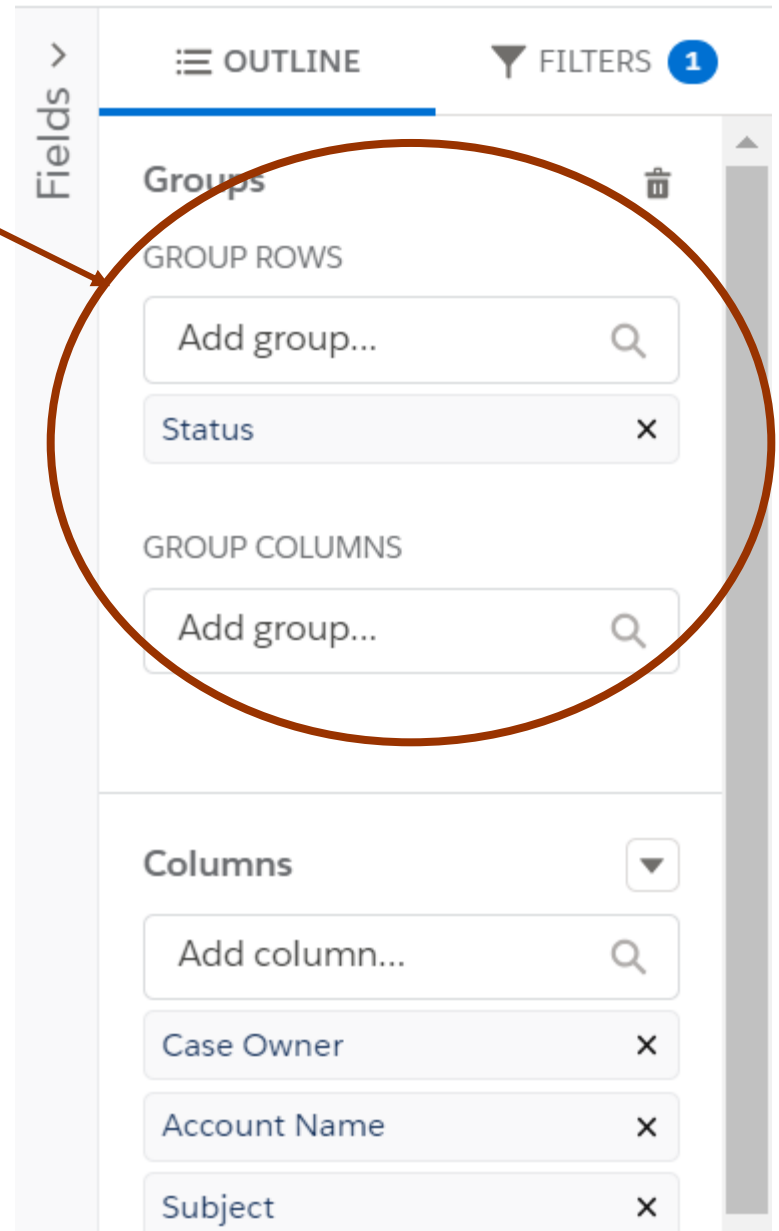 Fields
OUTLINE
FILTERS 1
Groups
GROUP ROWS
Add group...
Status
GROUP COLUMNS
Add group...
Columns
Add column...
Case Owner
Account Name
Subject